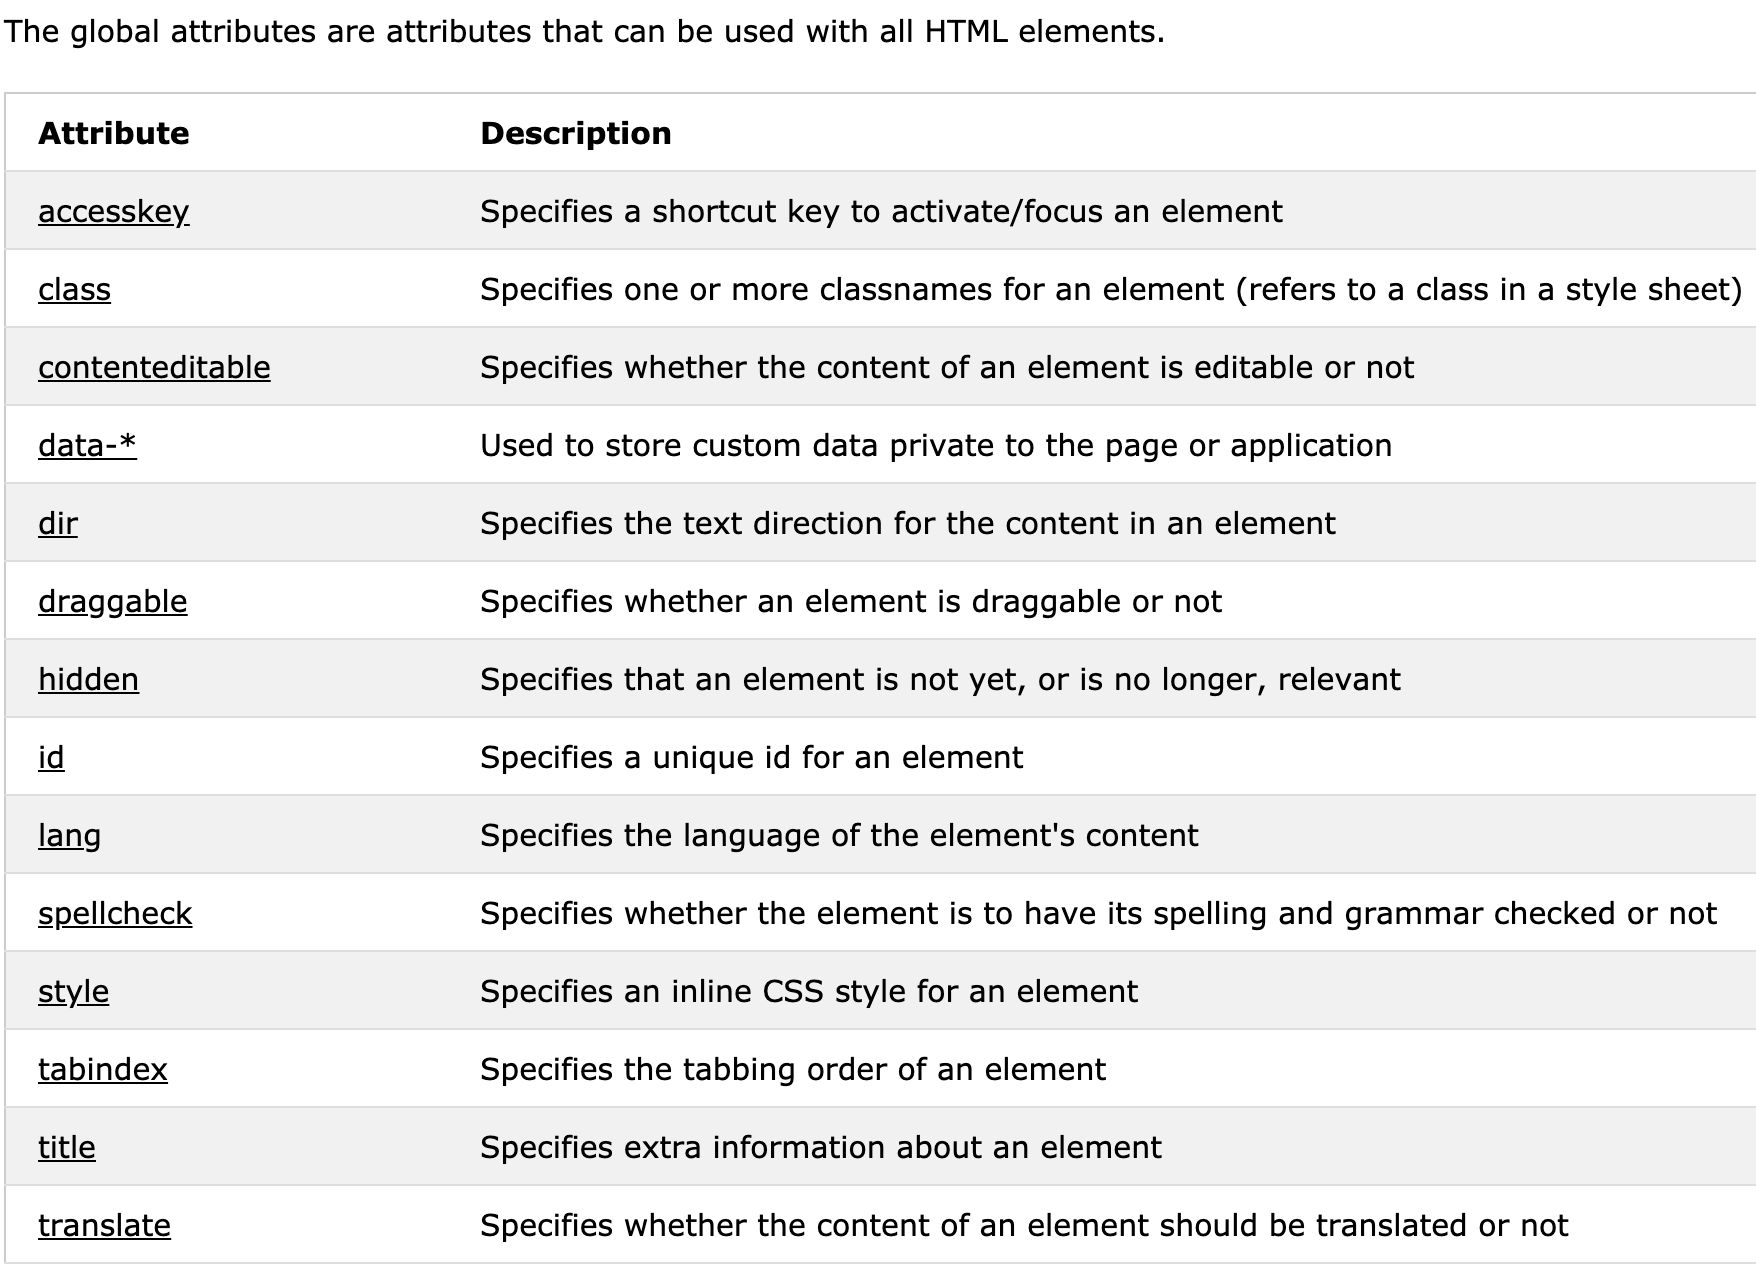 The global attributes are attributes that can be used with all HTML elements.
Attribute Description
accesskey Specifies a shortcut key to activate/focus an element
class Specifies one or more classnames for an element (refers to a class in a style sheet)
contenteditable Specifies whether the content of an element is editable or not
data-* Used to store custom data private to the page or application
dir Specifies the text direction for the content in an element
draggable Specifies whether an element is draggable or not
hidden Specifies that an element is not yet, or is no longer, relevant
id Specifies a unique id for an element
lang Specifies the language of the element's content
spellcheck Specifies whether the element is to have its spelling and grammar checked or not
style Specifies an inline CSS style for an element
tabindex Specifies the tabbing order of an element
title Specifies extra information about an element
translate Specifies whether the content of an element should be translated or not